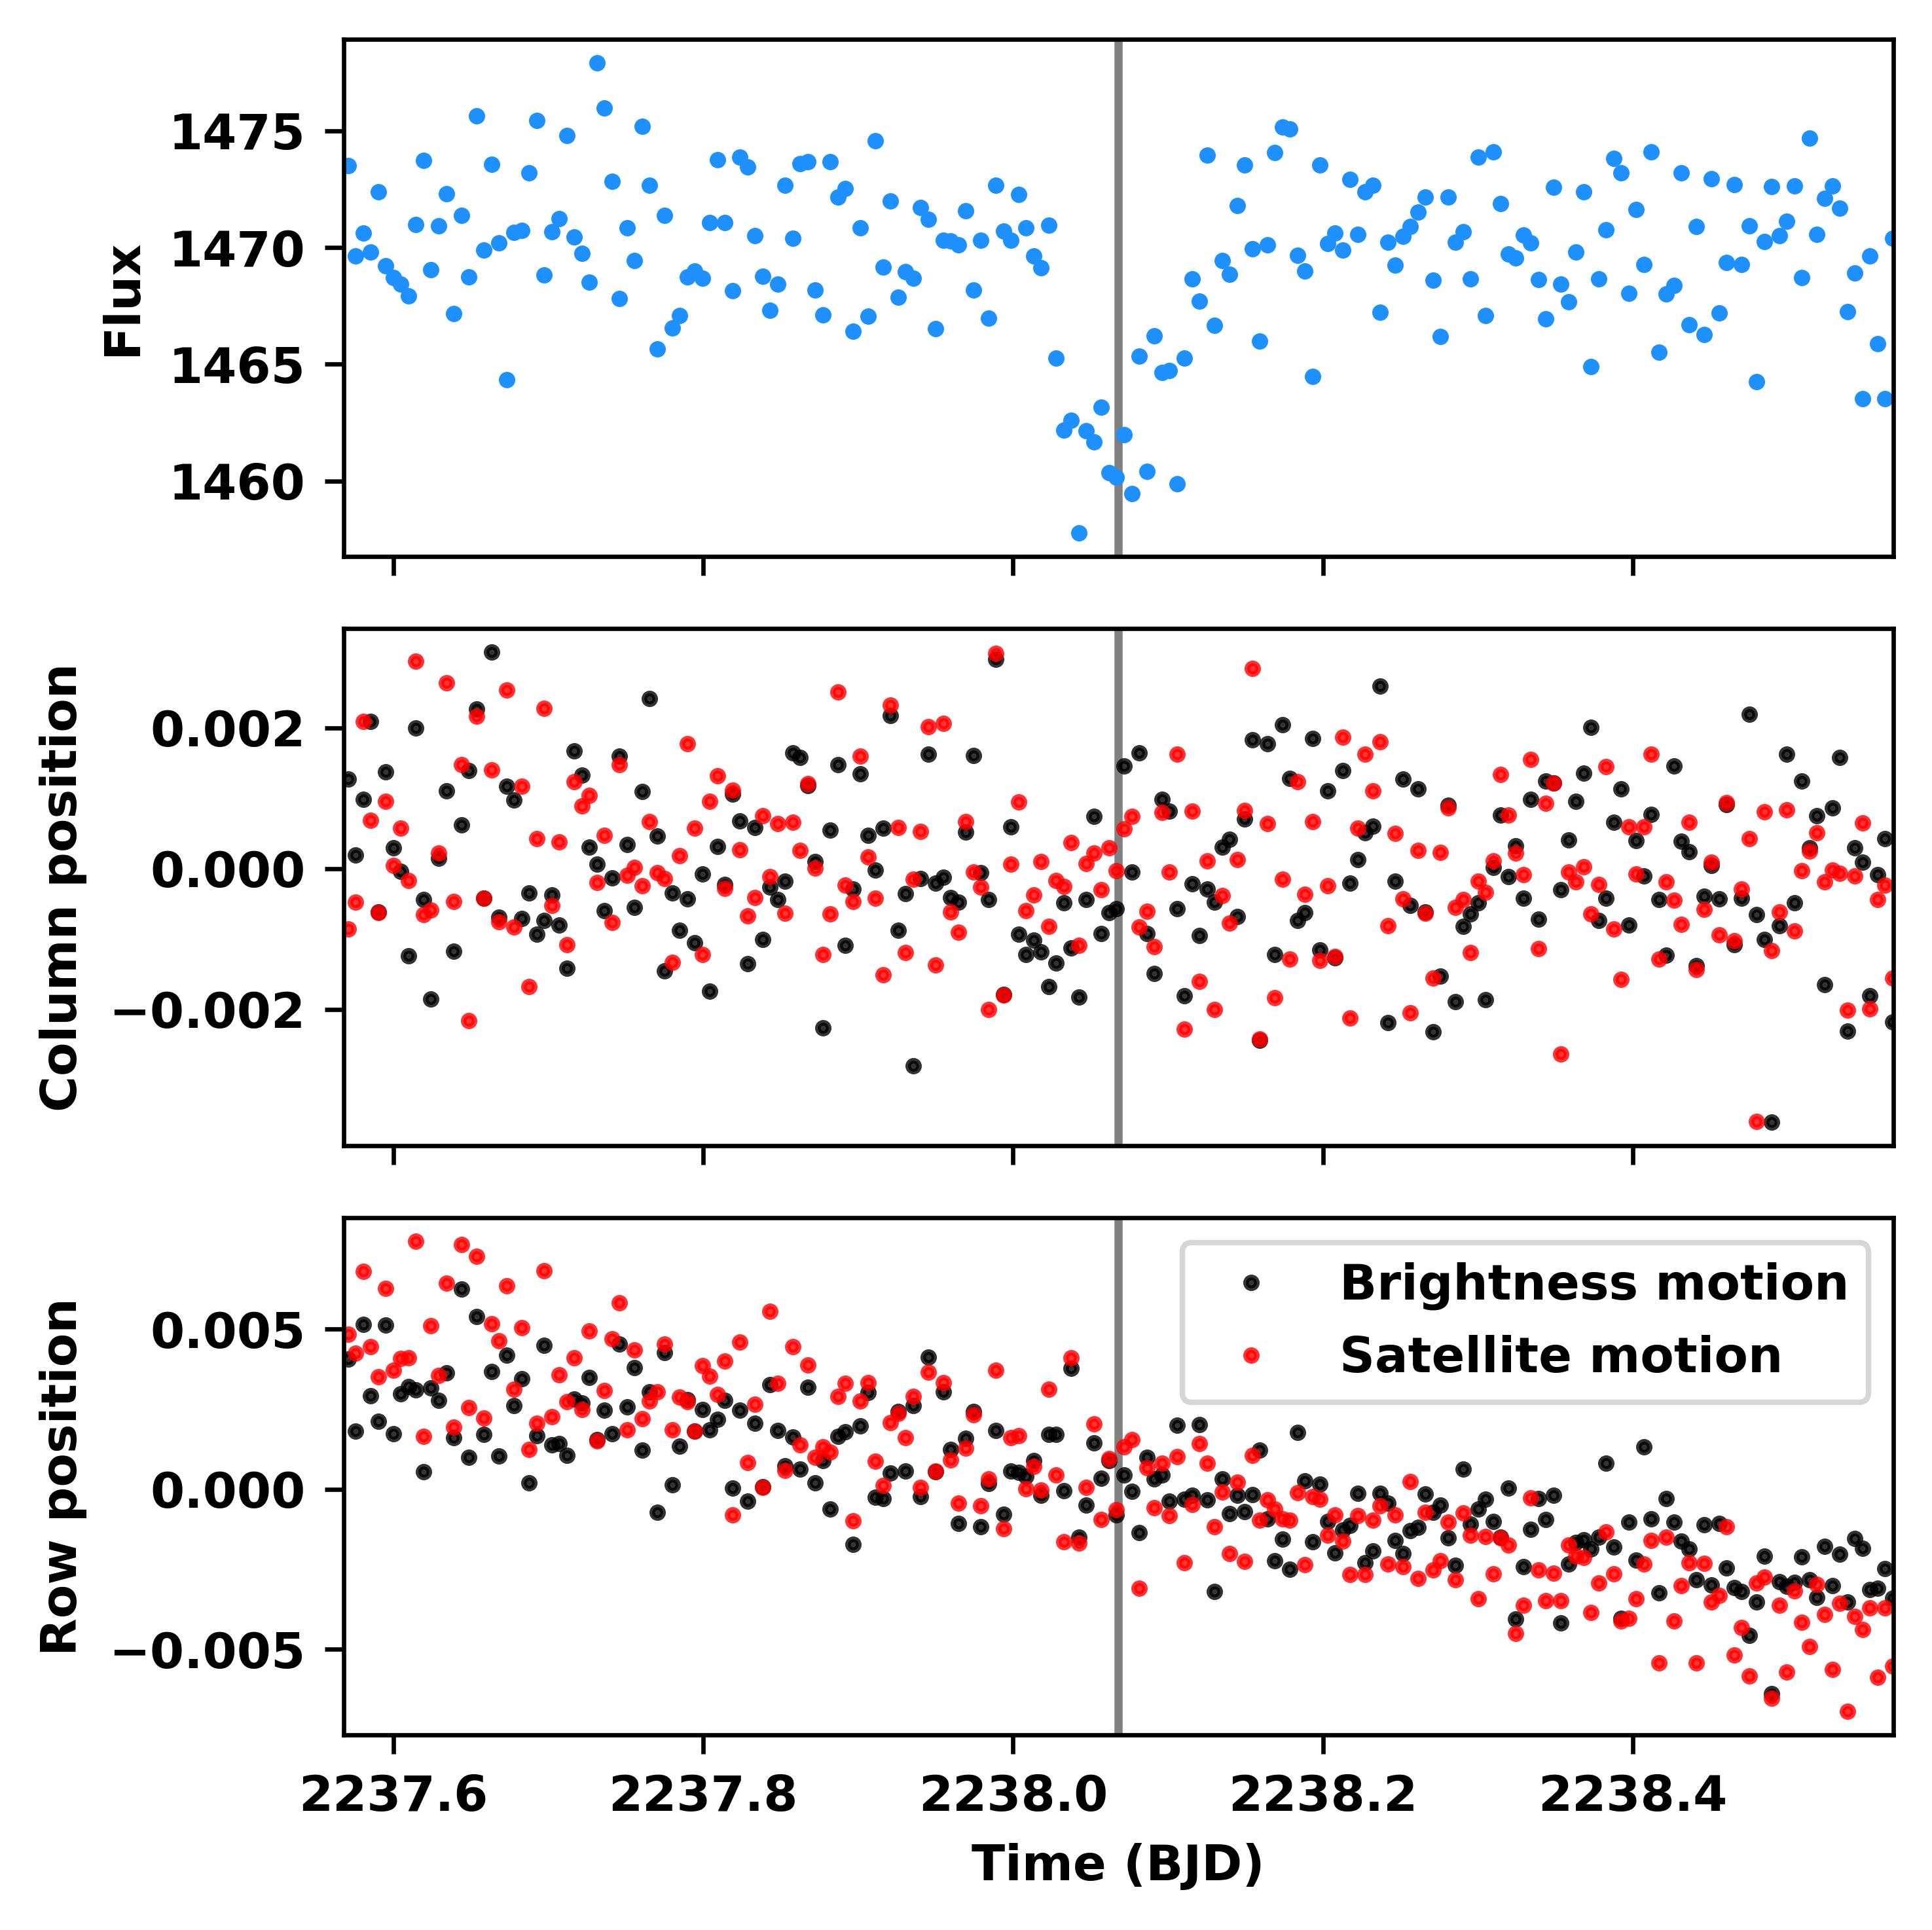 Flux
1475
1470
1465
1460
Column position
0.002
0.000
−0.002
Row position
0.005
0.000
−0.005
Brightness motion
Satellite motion
2237.6 2237.8 2238.0 2238.2 2238.4
Time (BJD)